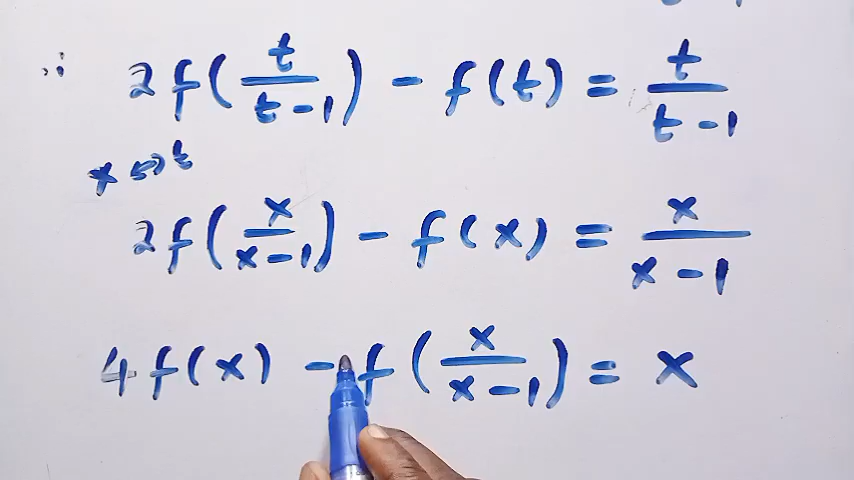 ∴ 2f(t/(t-1)) - f(t) = t/(t-1)
x ⇔ t
2f(x/(x-1)) - f(x) = x/(x-1)
4f(x) - f(x/(x-1)) = x